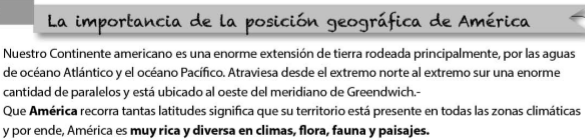 La importancia de la posición geográfica de América
Nuestro Continente americano es una enorme extensión de tierra rodeada principalmente, por las aguas
de océano Atlántico y el océano Pacífico. Atraviesa desde el extremo norte al extremo sur una enorme
cantidad de paralelos y está ubicado al oeste del meridiano de Greendwich.-
Que América recorra tantas latitudes significa que su territorio está presente en todas las zonas climáticas
y por ende, América es muy rica y diversa en climas, flora, fauna y paisajes.